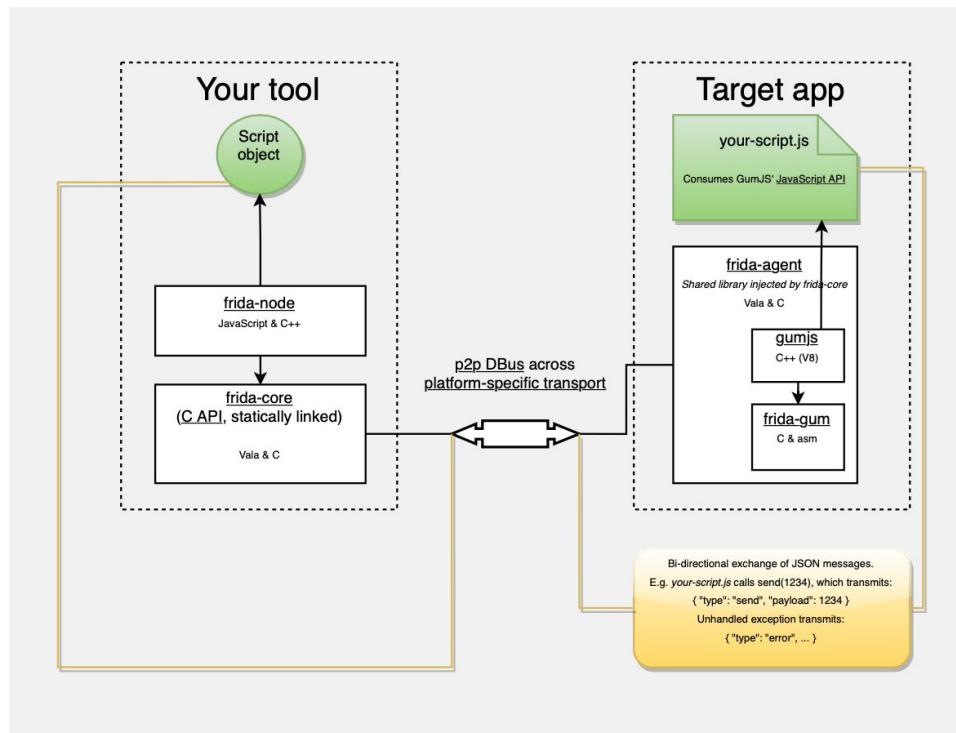 Your tool
Script
object
frida-node
JavaScript & C++
frida-core
(C API, statically linked)
Vala & C
p2p DBus across
platform-specific transport
Target app
your-script.js
Consumes GumJS' JavaScript API
frida-agent
Shared library injected by frida-core
Vala & C
gumjs
C++ (V8)
frida-gum
C & asm
Bi-directional exchange of JSON messages.
E.g. your-script.js calls send(1234), which transmits:
{ "type": "send", "payload": 1234 }
Unhandled exception transmits:
{ "type": "error", ... }